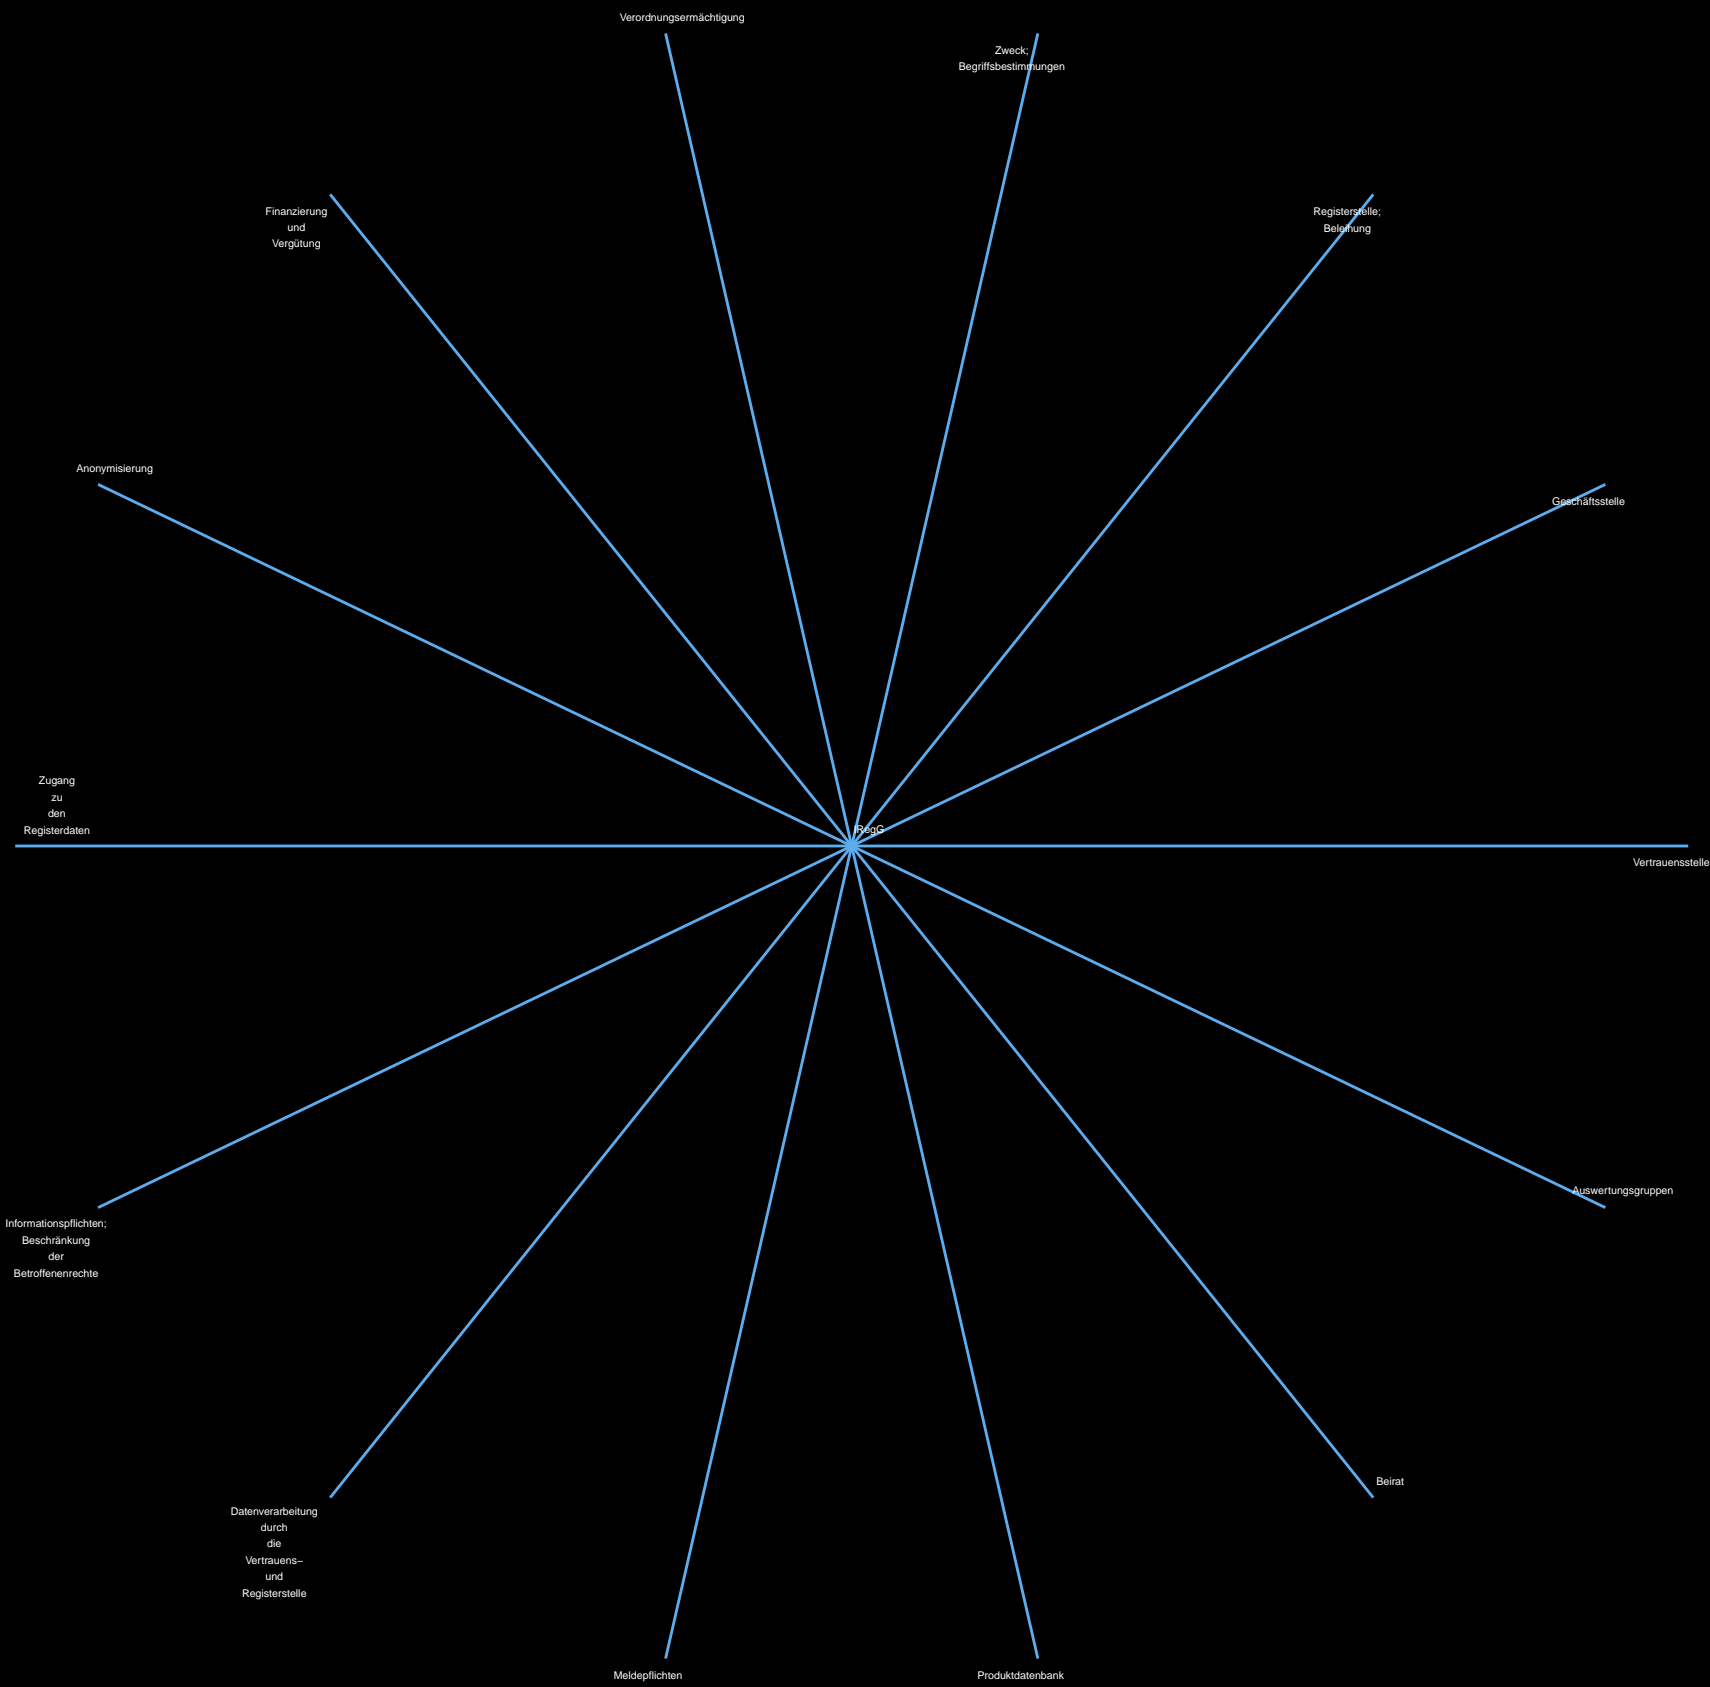 Verordnungsermächtigung
Zweck;
Begriffsbestimmungen
Finanzierung
und
Vergütung
Registerstelle;
Beleihung
Anonymisierung
Geschäftsstelle
Zugang
zu
den
Registerdaten
IRegG
Vertrauensstelle
Auswertungsgruppen
Informationspflichten;
Beschränkung
der
Betroffenenrechte
Beirat
Datenverarbeitung
durch
die
Vertrauens–
und
Registerstelle
Meldepflichten
Produktdatenbank